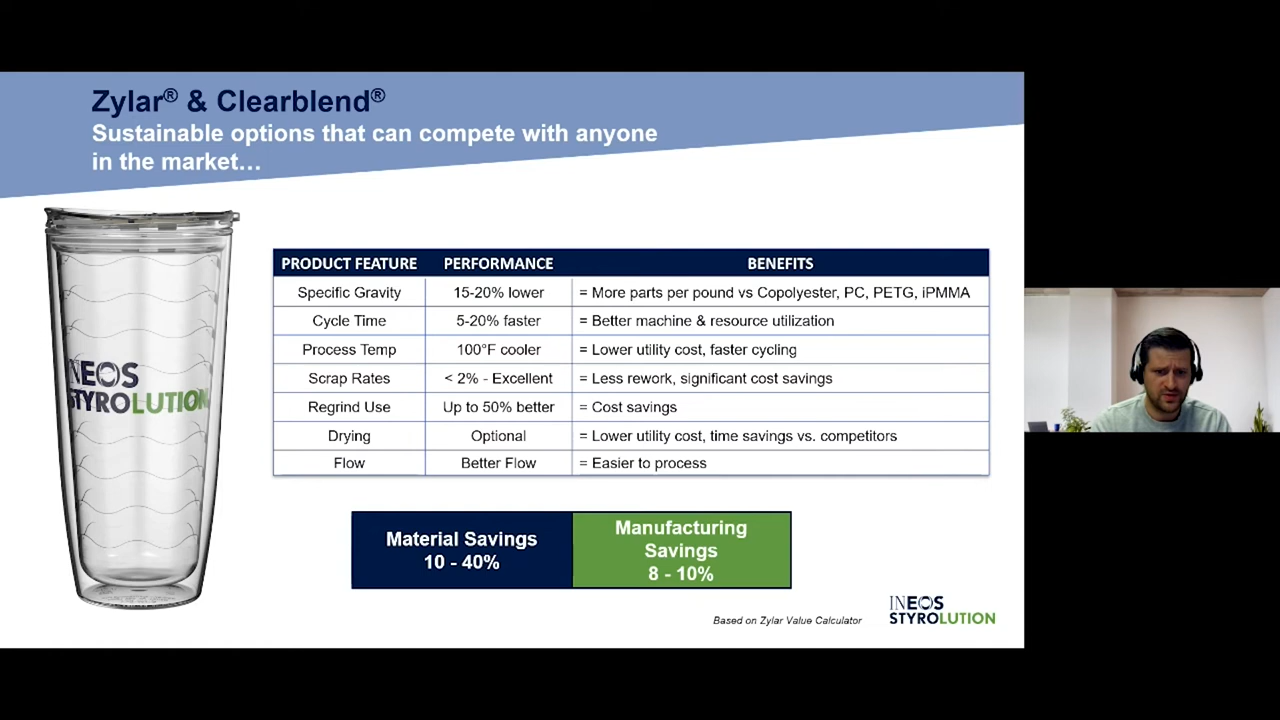 Zylar® & Clearblend®
Sustainable options that can compete with anyone
in the market…
INEOS
STYROLUTION
PRODUCT FEATURE PERFORMANCE BENEFITS
Specific Gravity 15-20% lower = More parts per pound vs Copolyester, PC, PETG, iPMMA
Cycle Time 5-20% faster = Better machine & resource utilization
Process Temp 100°F cooler = Lower utility cost, faster cycling
Scrap Rates < 2% - Excellent = Less rework, significant cost savings
Regrind Use Up to 50% better = Cost savings
Drying Optional = Lower utility cost, time savings vs. competitors
Flow Better Flow = Easier to process
Material Savings
10 - 40%
Manufacturing
Savings
8 - 10%
Based on Zylar Value Calculator
INEOS
STYROLUTION